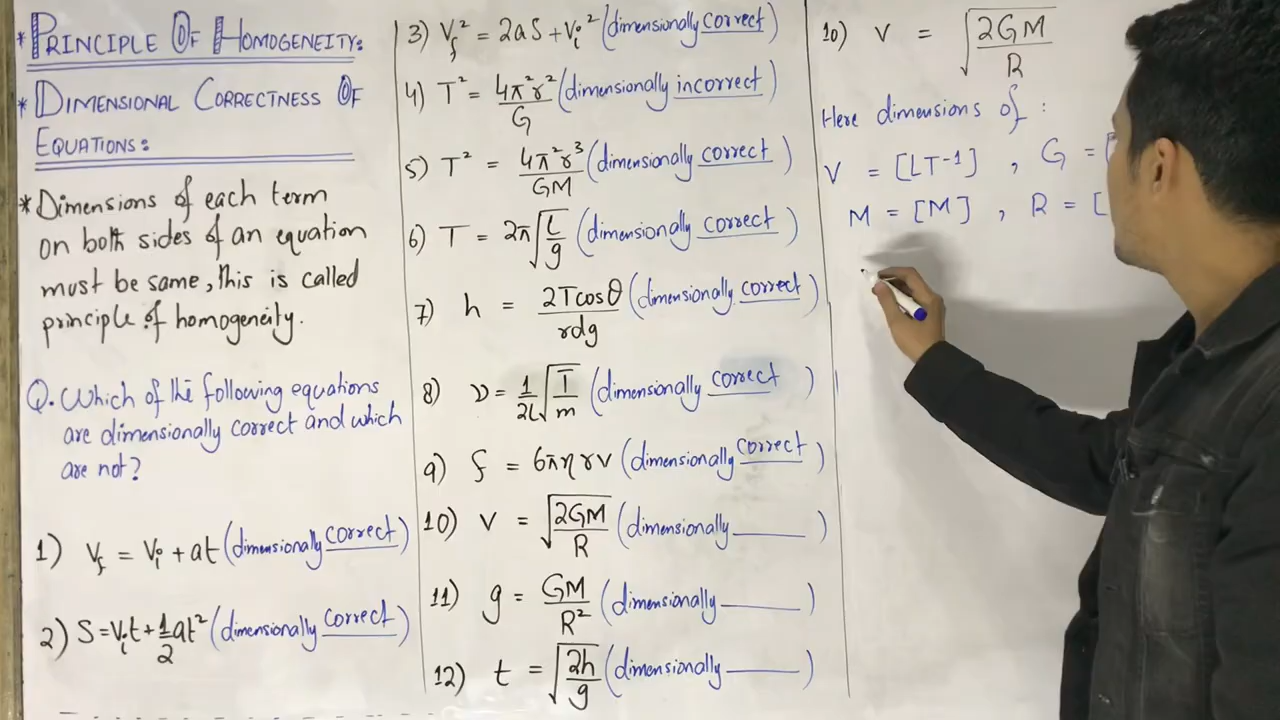 * PRINCIPLE OF HOMOGENEITY:
* DIMENSIONAL CORRECTNESS OF
EQUATIONS:
* Dimensions of each term
on both sides of an equation
must be same, this is called
principle of homogeneity.
Q. Which of the following equations
are dimensionally correct and which
are not?
1) Vf = Vi + at (dimensionally correct)
2) S = Vit + 1/2 at² (dimensionally correct)
3) Vf² = 2aS + Vi² (dimensionally correct)
4) T² = 4π²r²/G (dimensionally incorrect)
5) T² = 4π²r³/GM (dimensionally correct)
6) T = 2π√(L/g) (dimensionally correct)
7) h = 2Tcosθ/rdg (dimensionally correct)
8) ν = 1/2l √(T/m) (dimensionally correct)
9) f = 6πηrv (dimensionally correct)
10) V = √(2GM/R) (dimensionally ______)
11) g = GM/R² (dimensionally ______)
12) t = √(2h/g) (dimensionally ______)
10) V = √(2GM/R)
Here dimensions of :
V = [LT⁻¹] , G = [
M = [M] , R = [